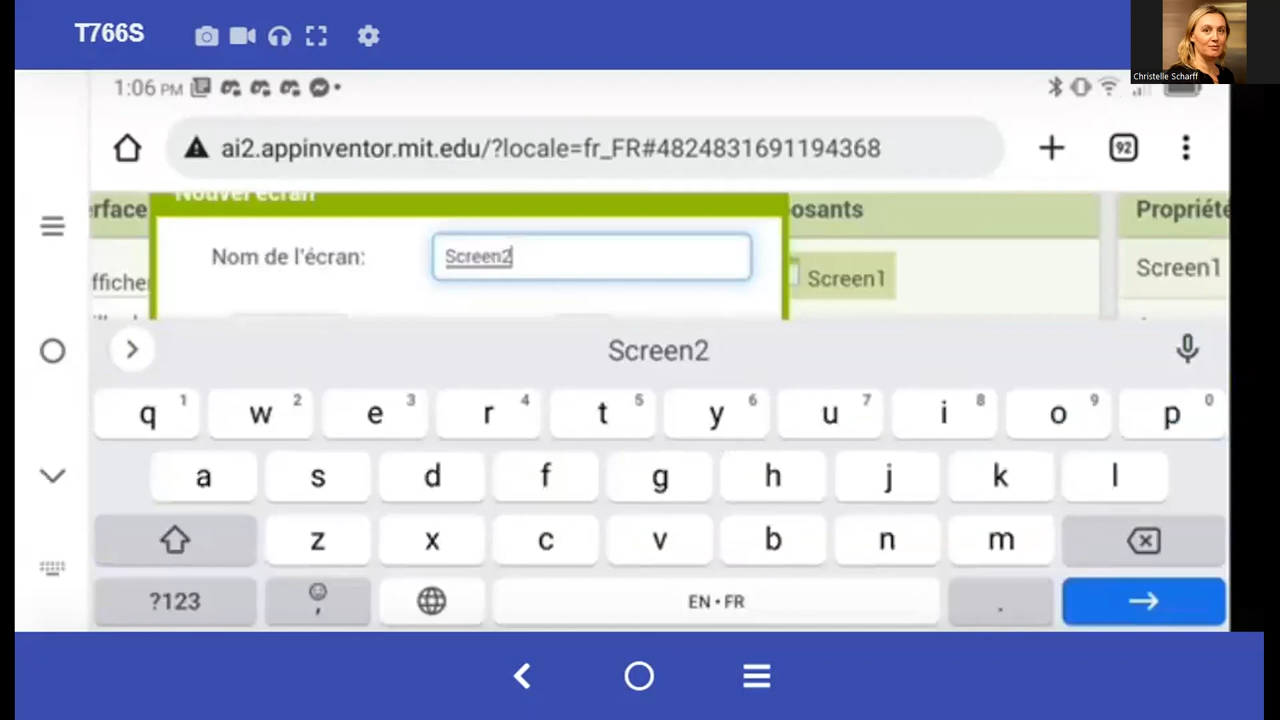 T766S
Christelle Scharff
1:06 PM
ai2.appinventor.mit.edu/?locale=fr_FR#4824831691194368
92
erface
Nouvel écran
osants
Propriéte
Nom de l'écran:
Screen2
fficher
Screen1
Screen1
Screen2
q 1 w 2 e 3 r 4 t 5 y 6 u 7 i 8 o 9 p 0
a s d f g h j k l
z x c v b n m
?123 , EN • FR .